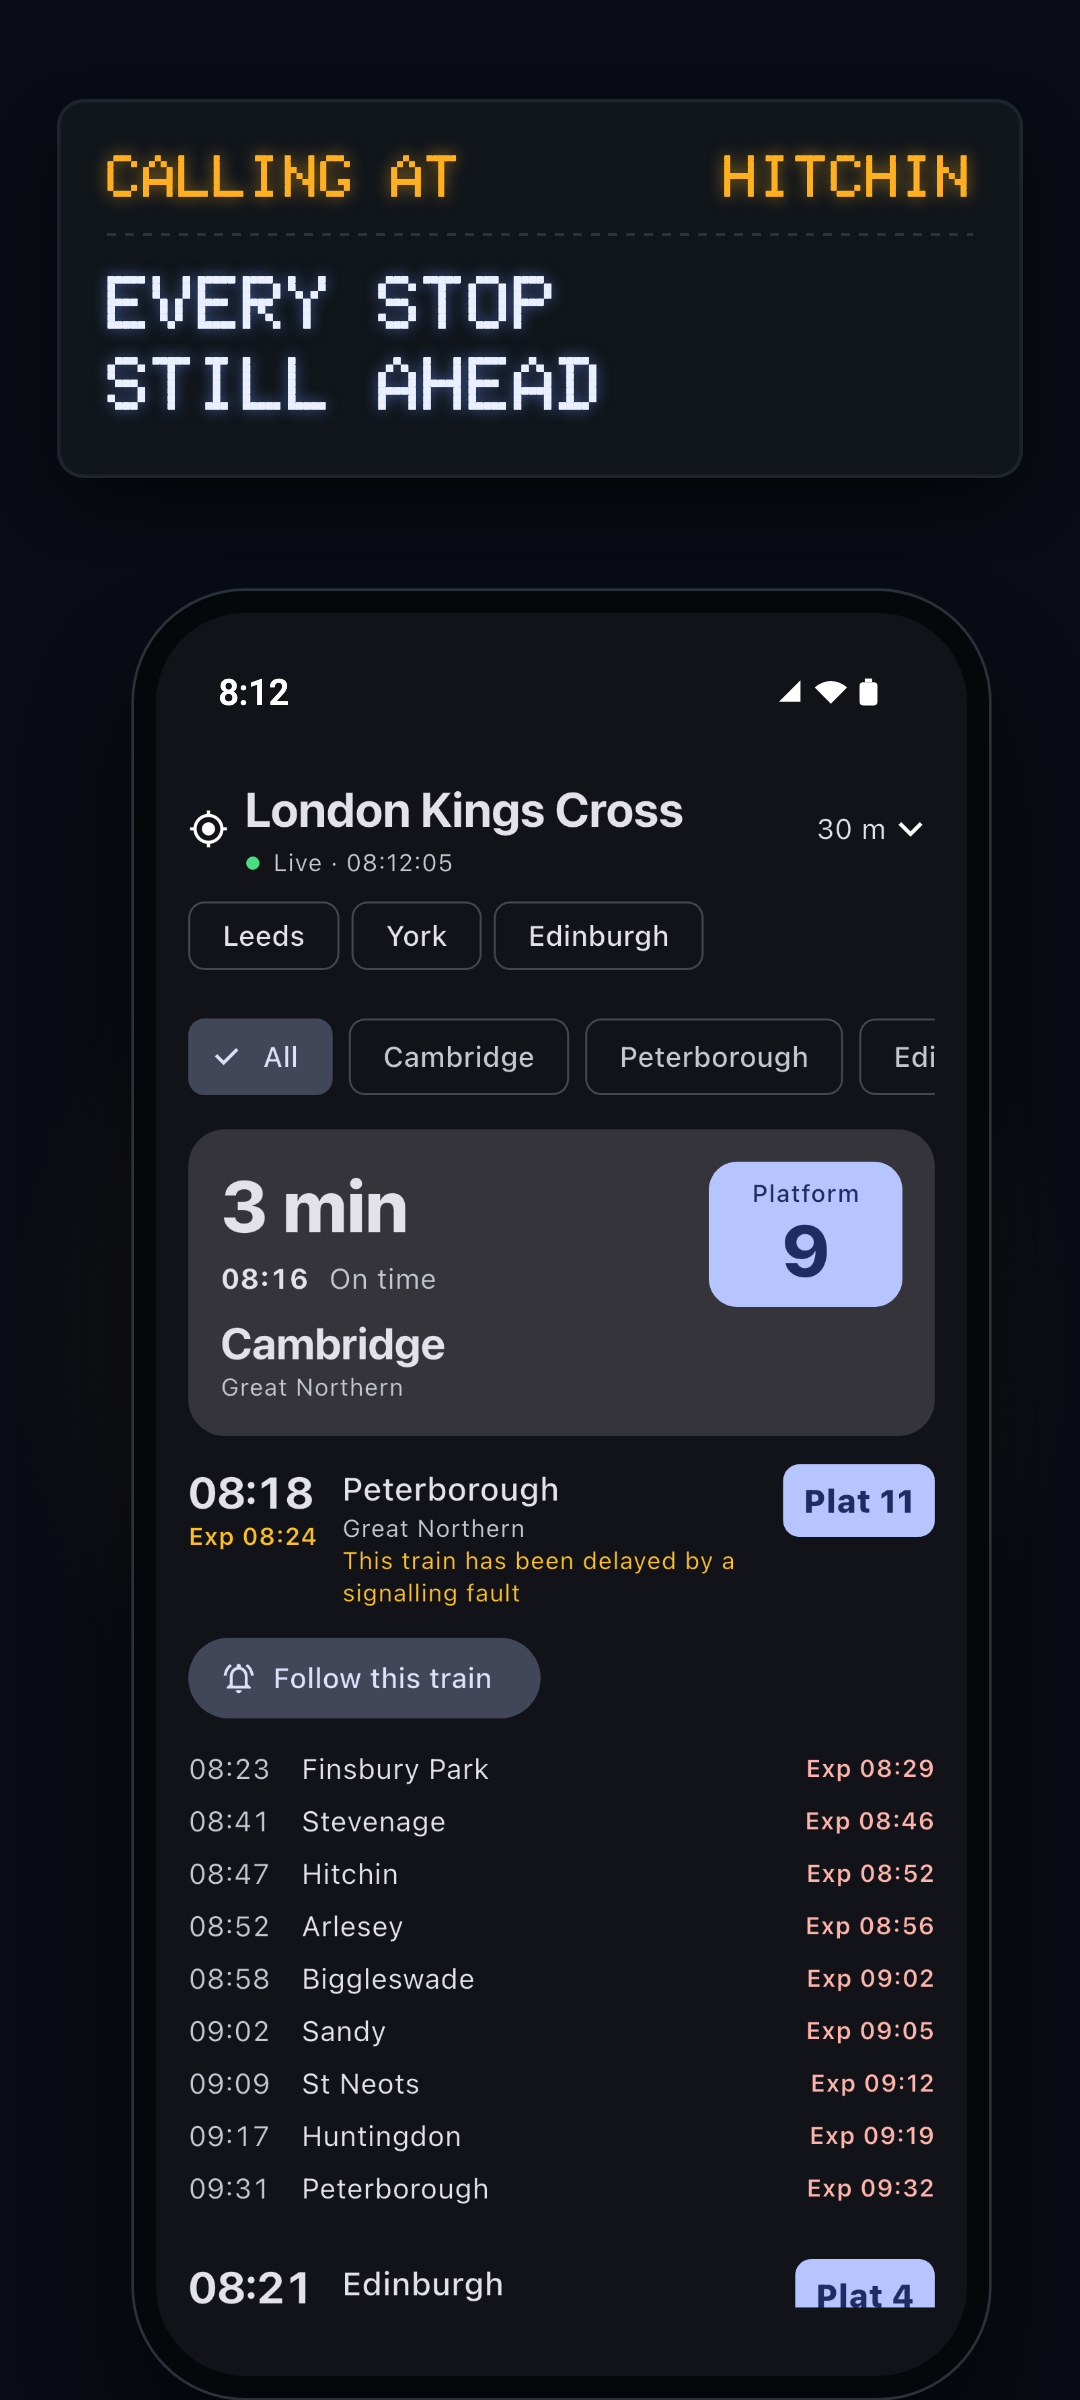 CALLING AT HITCHIN
EVERY STOP
STILL AHEAD
8:12
London Kings Cross
30 m
Live · 08:12:05
Leeds York Edinburgh
All Cambridge Peterborough Edi
3 min
Platform
9
08:16 On time
Cambridge
Great Northern
08:18 Peterborough Plat 11
Exp 08:24 Great Northern
This train has been delayed by a
signalling fault
Follow this train
08:23 Finsbury Park Exp 08:29
08:41 Stevenage Exp 08:46
08:47 Hitchin Exp 08:52
08:52 Arlesey Exp 08:56
08:58 Biggleswade Exp 09:02
09:02 Sandy Exp 09:05
09:09 St Neots Exp 09:12
09:17 Huntingdon Exp 09:19
09:31 Peterborough Exp 09:32
08:21 Edinburgh Plat 4